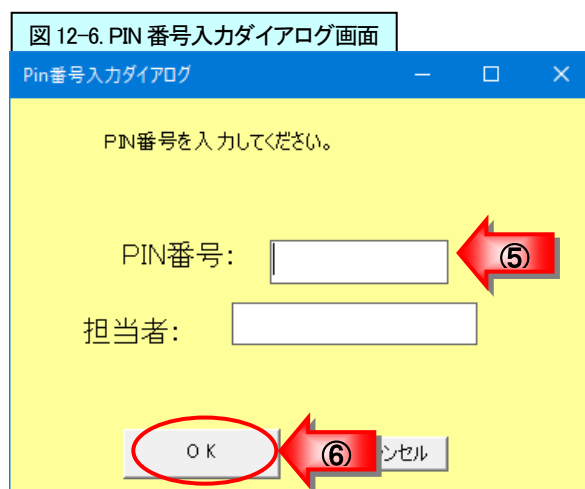 図 12-6. PIN 番号入力ダイアログ画面
Pin番号入力ダイアログ
PIN番号を入力してください。
PIN番号:
⑤
担当者:
OK
⑥
ンセル